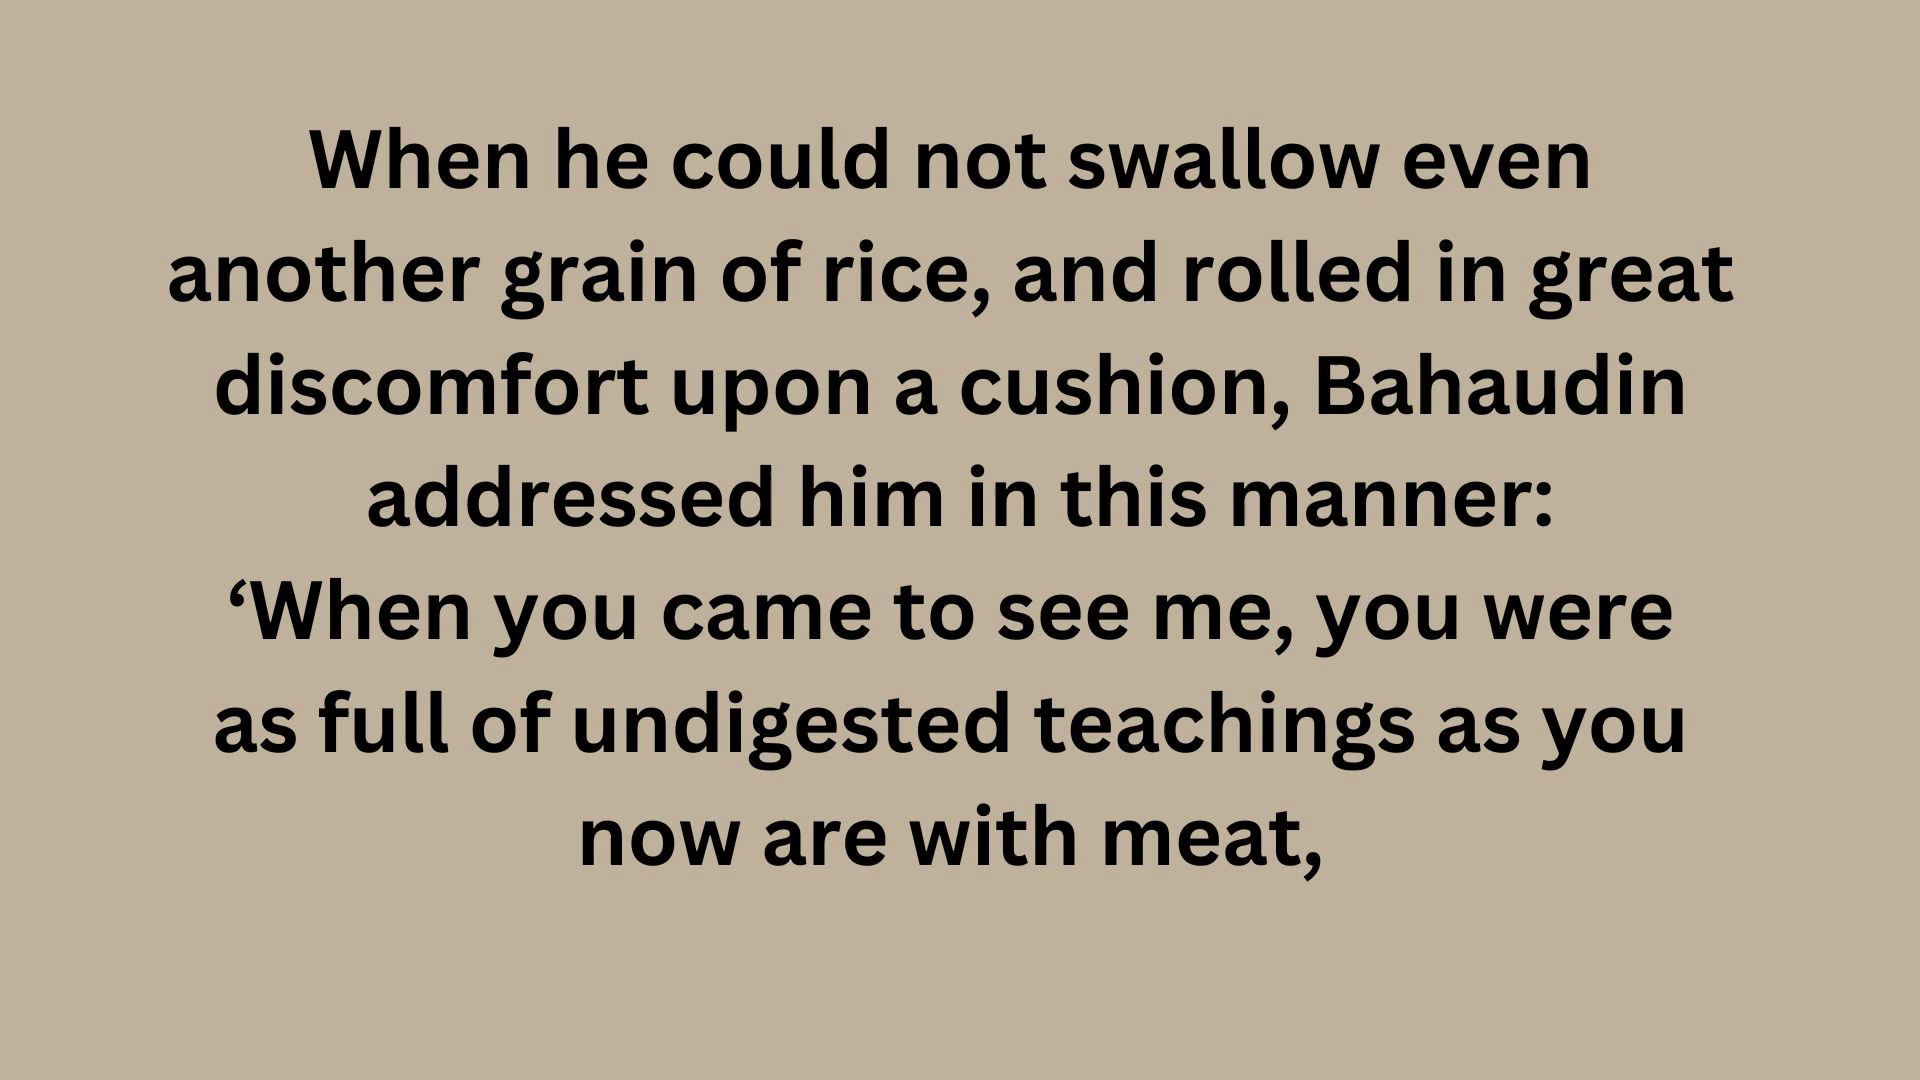 When he could not swallow even
another grain of rice, and rolled in great
discomfort upon a cushion, Bahaudin
addressed him in this manner:
‘When you came to see me, you were
as full of undigested teachings as you
now are with meat,